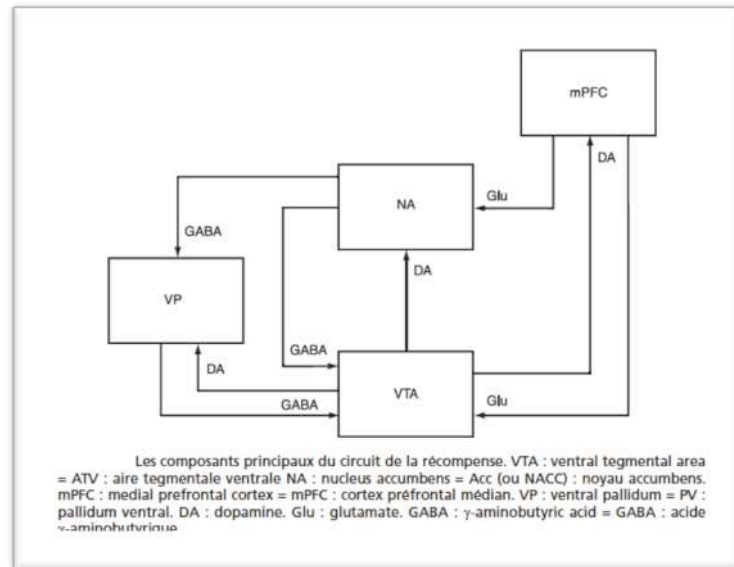 mPFC
DA
Glu
NA
GABA
DA
VP
GABA
DA
VTA
Glu
GABA
Les composants principaux du circuit de la récompense. VTA : ventral tegmental area
= ATV : aire tegmentale ventrale NA : nucleus accumbens = Acc (ou NACC) : noyau accumbens.
mPFC : medial prefrontal cortex = mPFC : cortex préfrontal médian. VP : ventral pallidum = PV :
pallidum ventral. DA : dopamine. Glu : glutamate. GABA : γ-aminobutyric acid = GABA : acide
γ-aminobutyrique